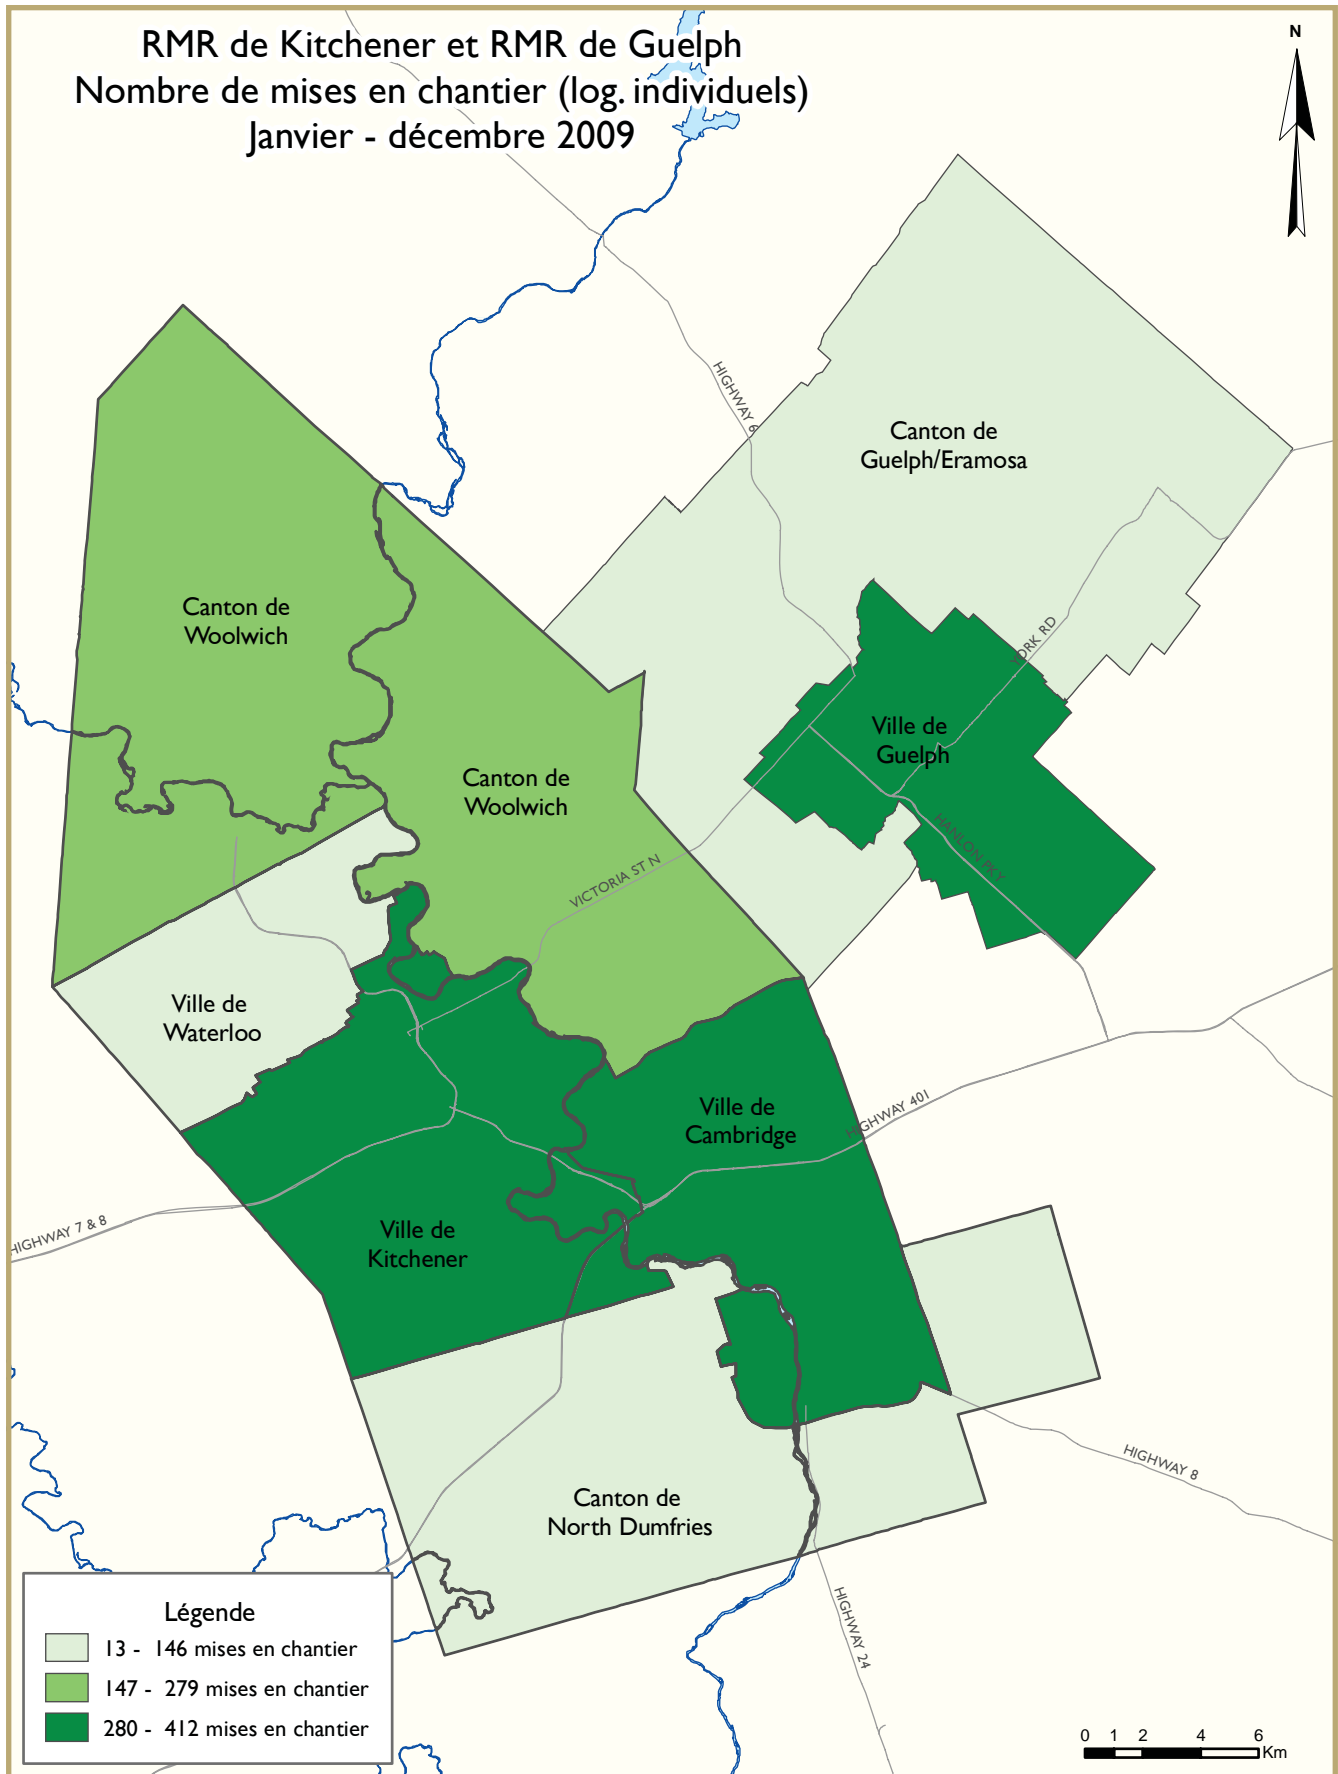 RMR de Kitchener et RMR de Guelph
Nombre de mises en chantier (log. individuels)
Janvier - décembre 2009
N
HIGHWAY 6
Canton de
Guelph/Eramosa
Canton de
Woolwich
YORK RD
Ville de
Guelph
Canton de
Woolwich
HANLON PKY
VICTORIA ST N
Ville de
Waterloo
Ville de
Cambridge
HIGHWAY 401
HIGHWAY 7 & 8
Ville de
Kitchener
HIGHWAY 8
Canton de
North Dumfries
HIGHWAY 24
Légende
13 - 146 mises en chantier
147 - 279 mises en chantier
280 - 412 mises en chantier
0 1 2 4 6
Km